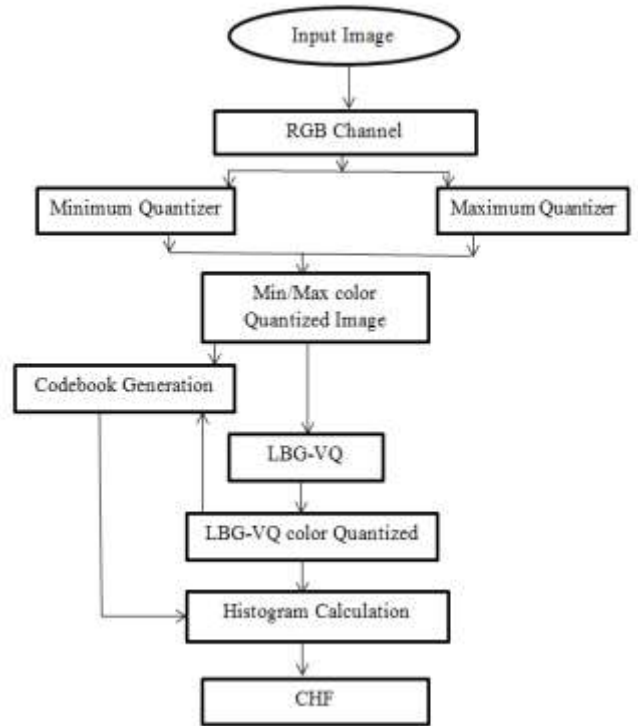 Input Image
RGB Channel
Minimum Quantizer
Maximum Quantizer
Min/Max color
Quantized Image
Codebook Generation
LBG-VQ
LBG-VQ color Quantized
Histogram Calculation
CHF